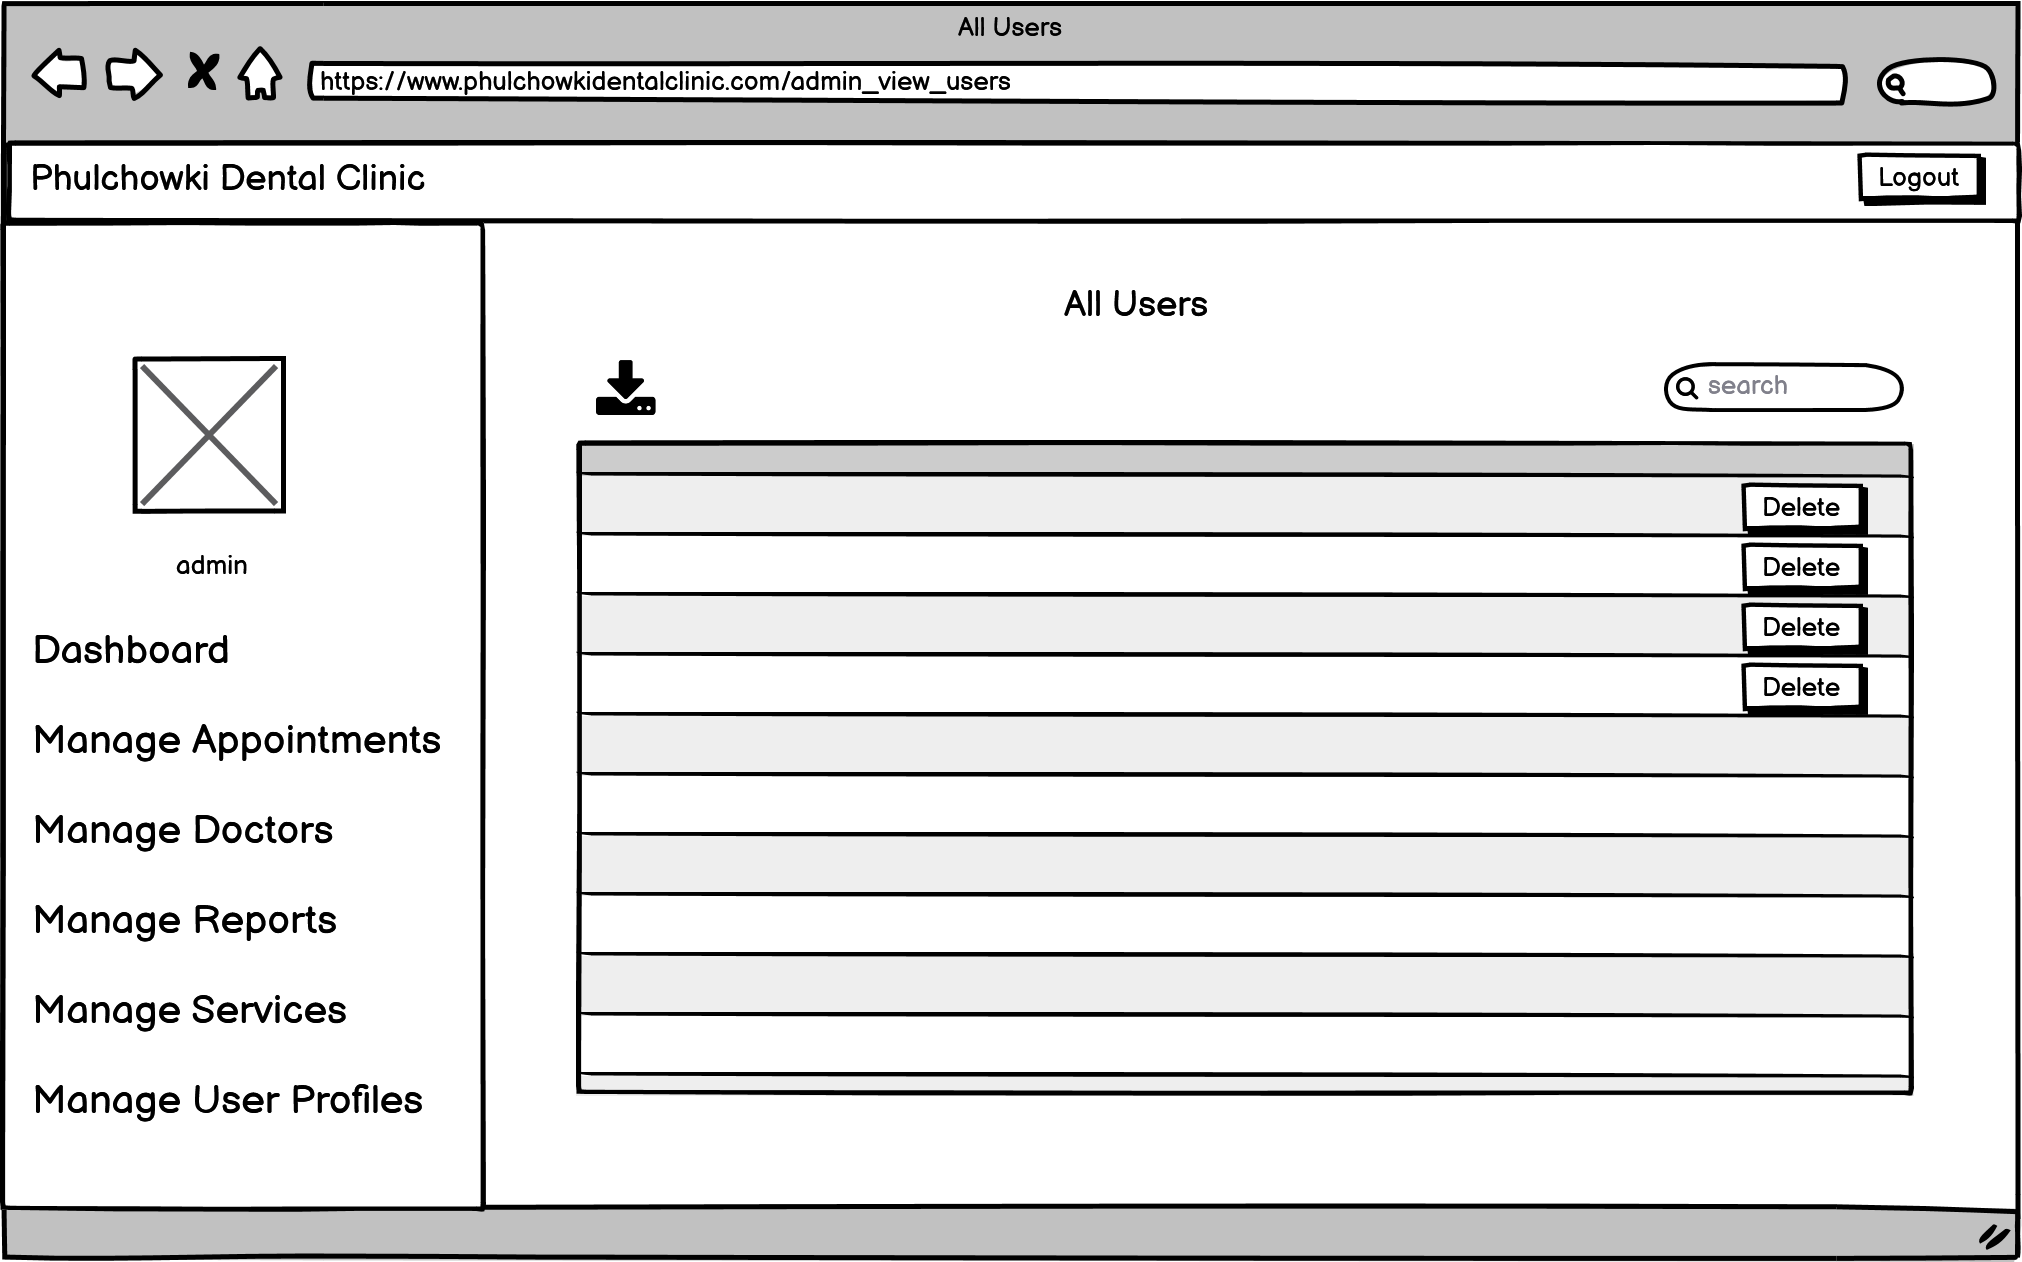 All Users
https://www.phulchowkidentalclinic.com/admin_view_users
Phulchowki Dental Clinic
Logout
admin
Dashboard
Manage Appointments
Manage Doctors
Manage Reports
Manage Services
Manage User Profiles
All Users
search
Delete
Delete
Delete
Delete